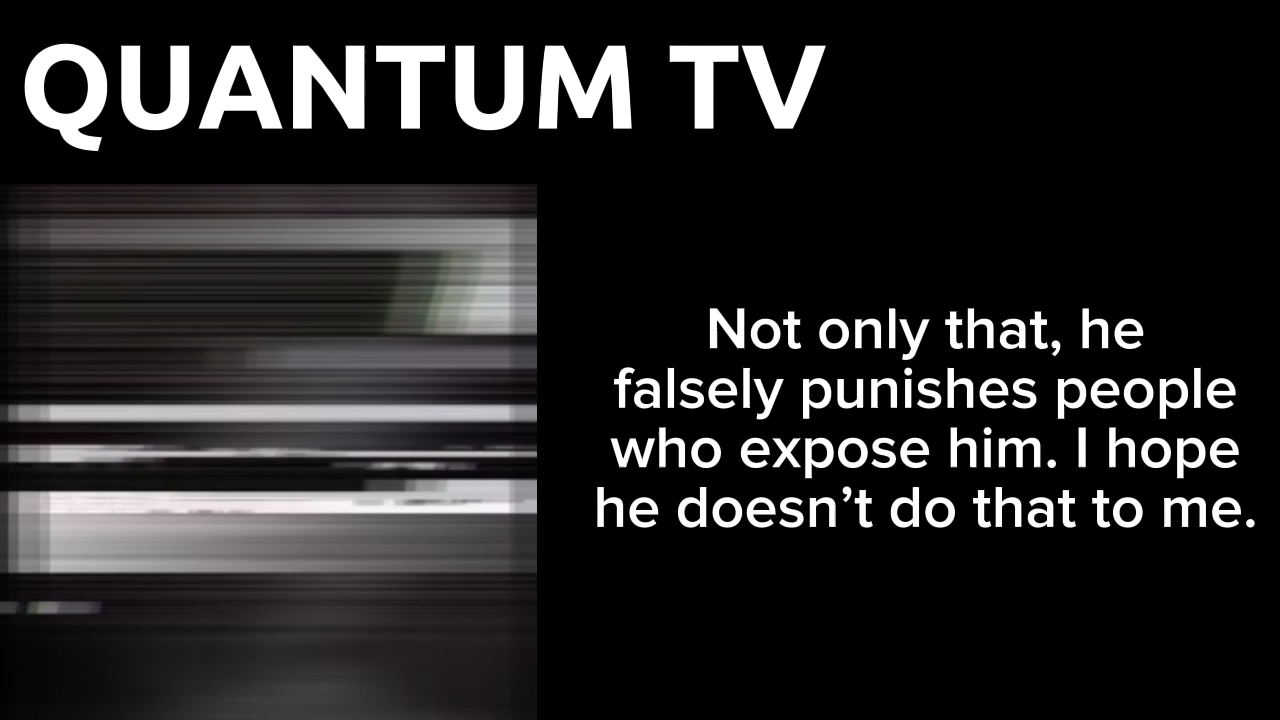 QUANTUM TV
Not only that, he
falsely punishes people
who expose him. I hope
he doesn’t do that to me.